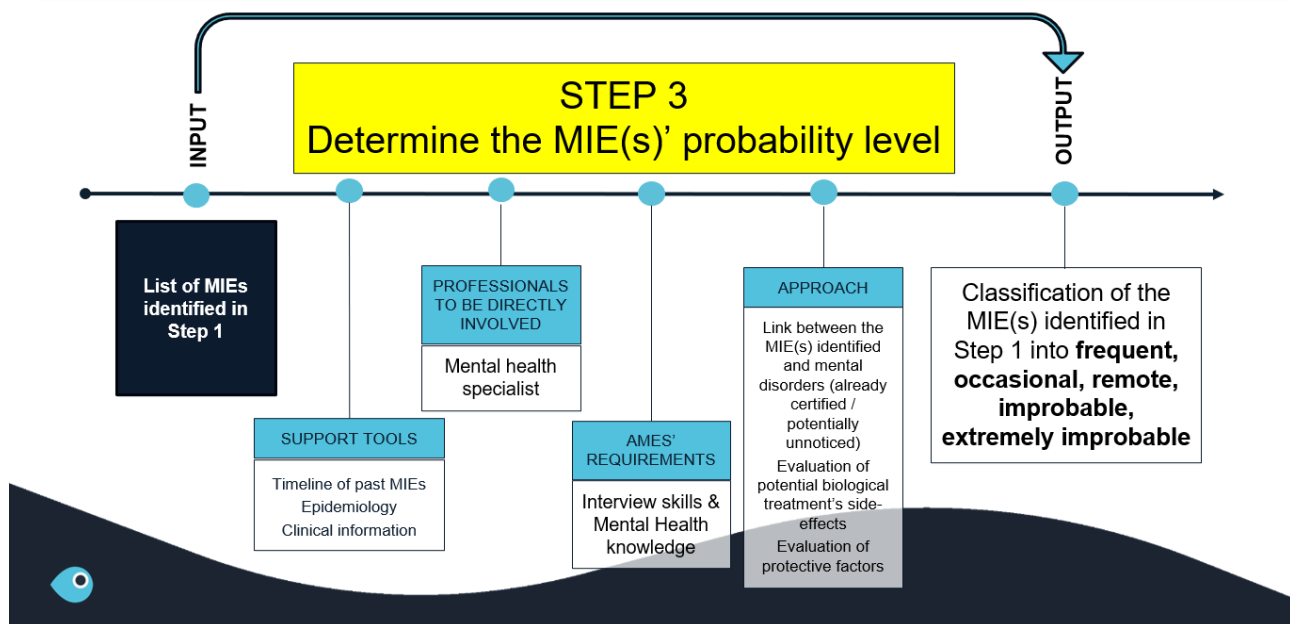 INPUT
STEP 3
Determine the MIE(s)’ probability level
OUTPUT
List of MIEs
identified in
Step 1
SUPPORT TOOLS
Timeline of past MIEs
Epidemiology
Clinical information
PROFESSIONALS
TO BE DIRECTLY
INVOLVED
Mental health
specialist
AMES’
REQUIREMENTS
Interview skills &
Mental Health
knowledge
APPROACH
Link between the
MIE(s) identified
and mental
disorders (already
certified /
potentially
unnoticed)
Evaluation of
potential biological
treatment’s side-
effects
Evaluation of
protective factors
Classification of the
MIE(s) identified in
Step 1 into frequent,
occasional, remote,
improbable,
extremely improbable